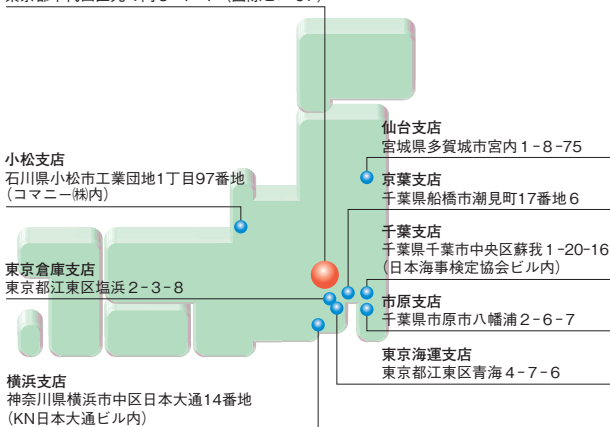 小松支店
石川県小松市工業団地1丁目97番地
（コマニー㈱内）
東京倉庫支店
東京都江東区塩浜2-3-8
横浜支店
神奈川県横浜市中区日本大通14番地
（KN日本大通ビル内）
仙台支店
宮城県多賀城市宮内1-8-75
京葉支店
千葉県船橋市潮見町17番地6
千葉支店
千葉県千葉市中央区蘇我1-20-16
（日本海事検定協会ビル内）
市原支店
千葉県市原市八幡浦2-6-7
東京海運支店
東京都江東区青海4-7-6